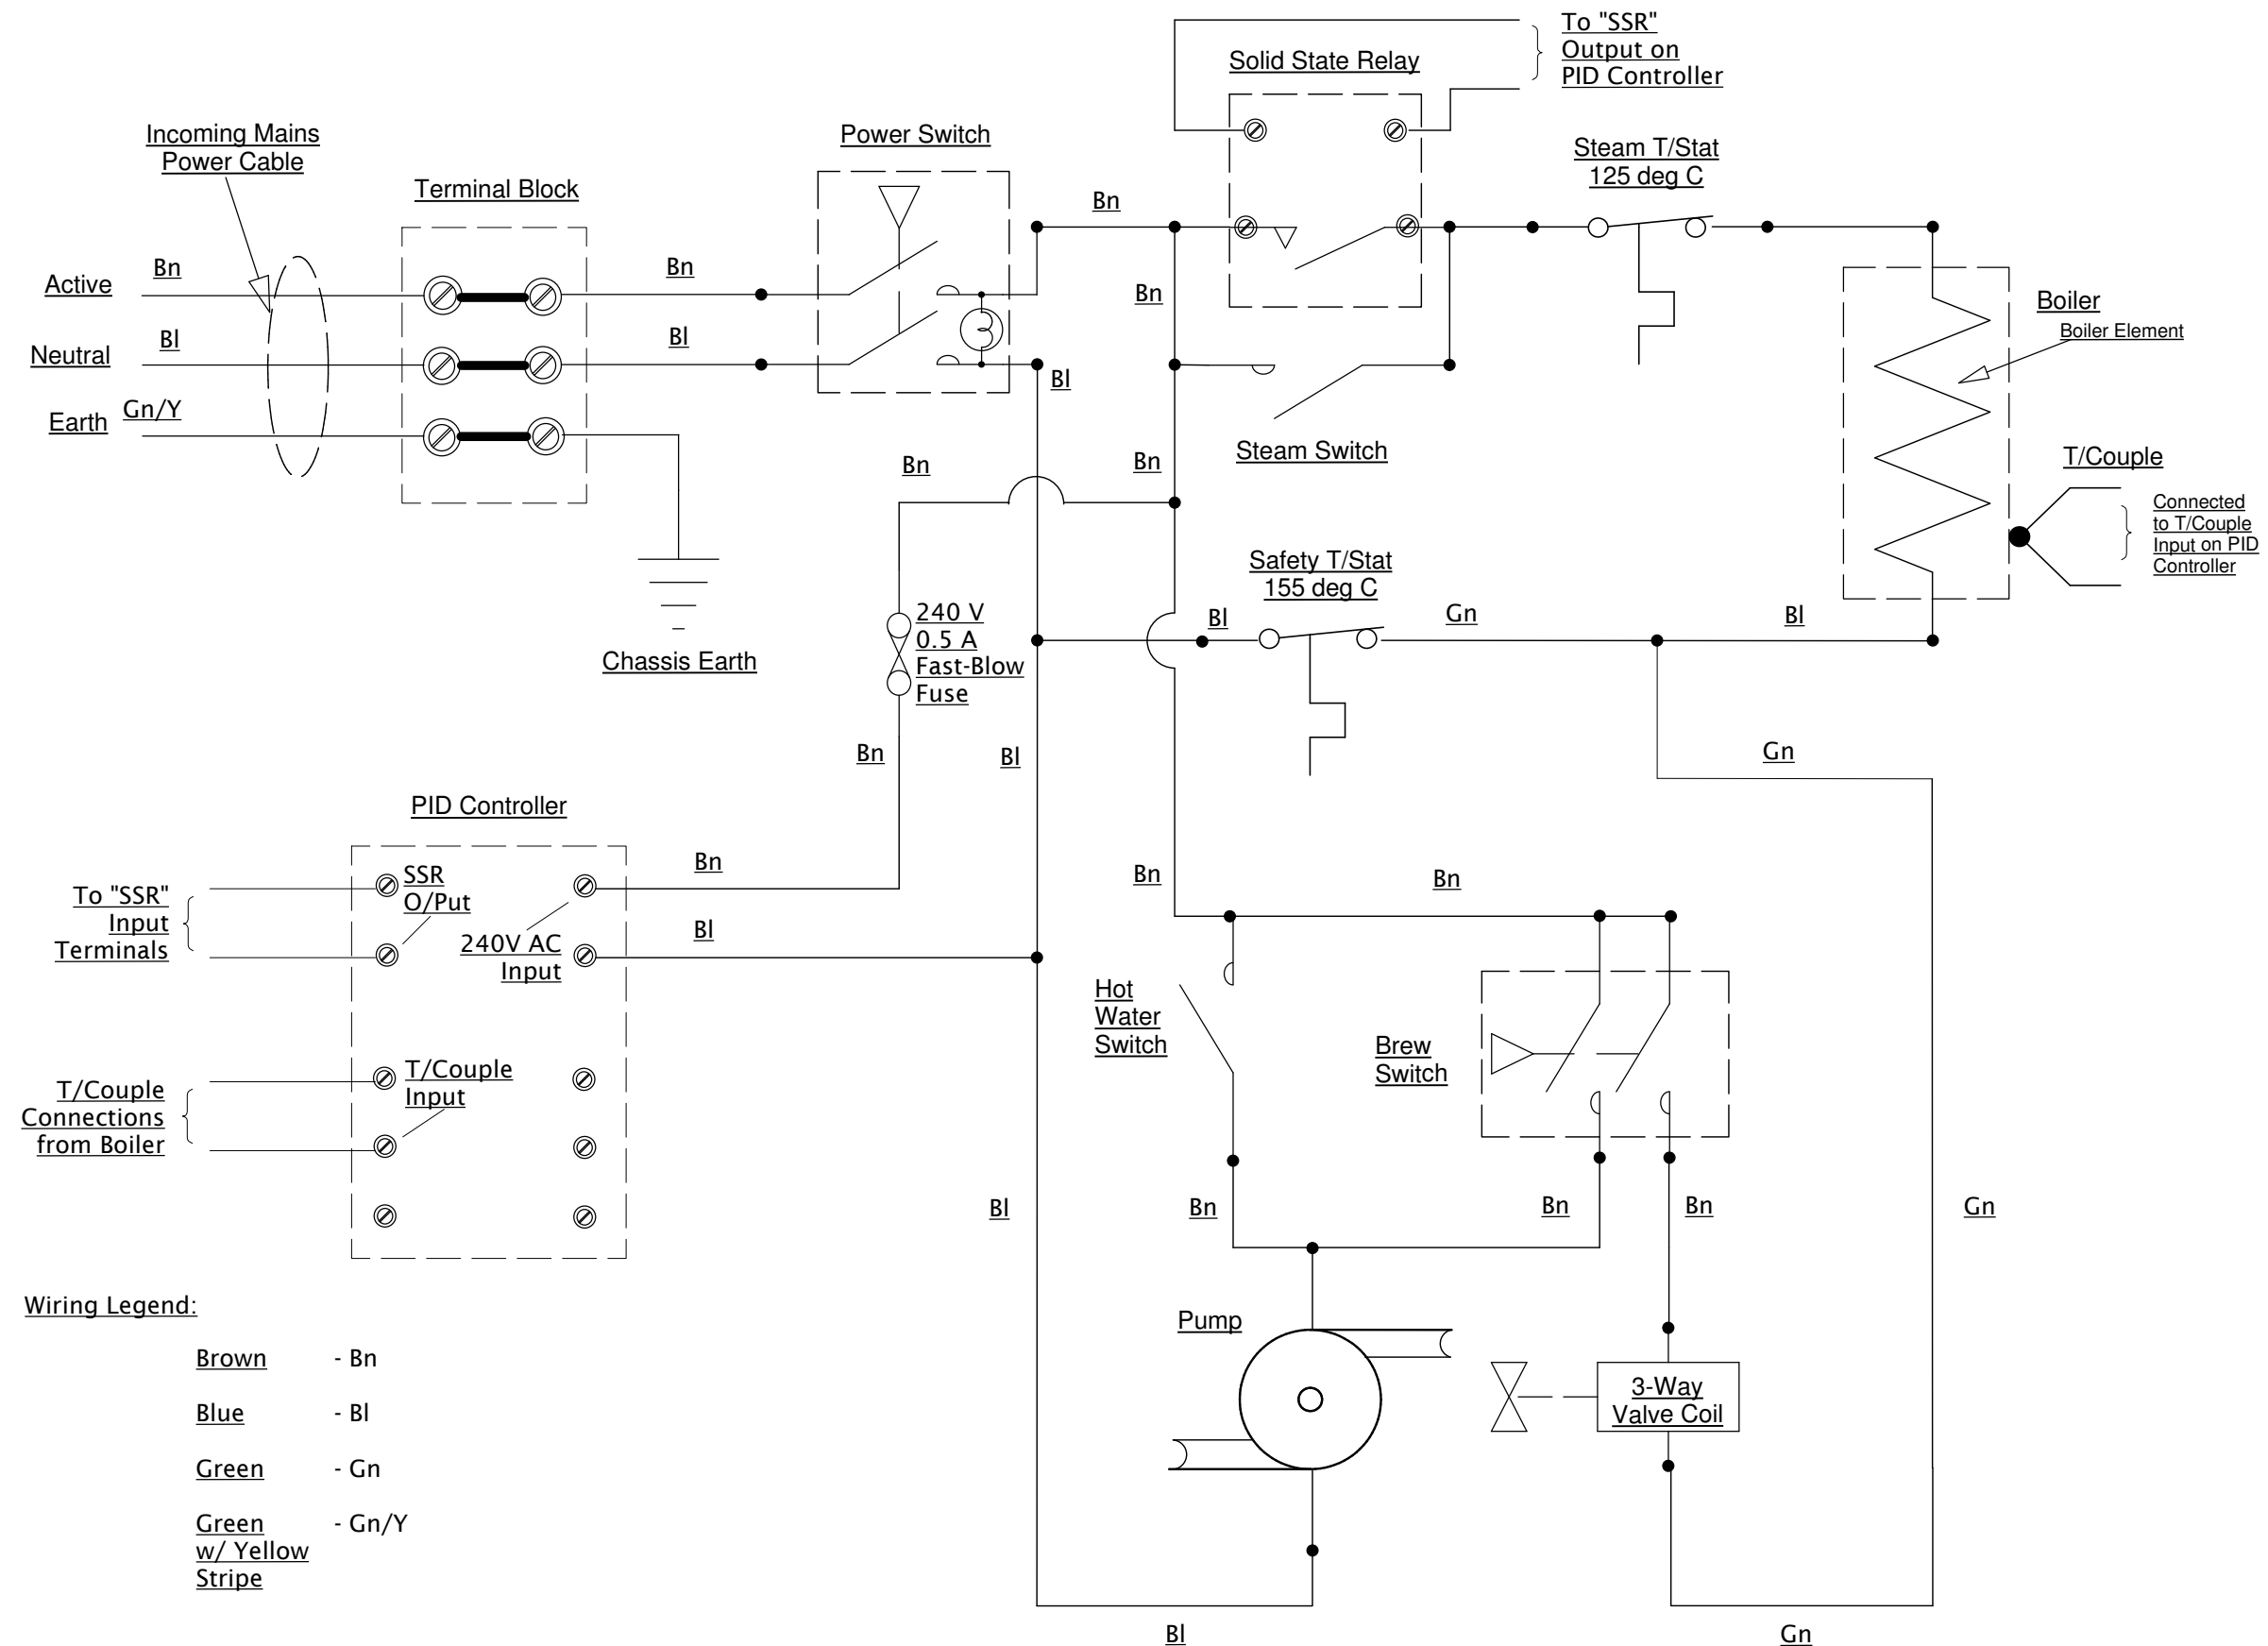 To "SSR"
Output on
PID Controller
Solid State Relay
Incoming Mains
Power Cable
Power Switch
Steam T/Stat
125 deg C
Terminal Block
Bn
Active
Bn
Bn
Bn
Boiler
Boiler Element
Neutral
Bl
Bl
Bl
Earth
Gn/Y
Steam Switch
Bn
Bn
T/Couple
Connected
to T/Couple
Input on PID
Controller
Safety T/Stat
155 deg C
240 V
0.5 A
Fast-Blow
Fuse
Bl
Gn
Bl
Chassis Earth
Bn
Bl
Gn
PID Controller
Bn
Bn
Bn
SSR
O/Put
To "SSR"
Input
Terminals
240V AC
Input
Bl
Hot
Water
Switch
Brew
Switch
T/Couple
Input
T/Couple
Connections
from Boiler
Bl
Bn
Bn
Bn
Gn
Wiring Legend:
Pump
Brown - Bn
3-Way
Valve Coil
Blue - Bl
Green - Gn
Green - Gn/Y
w/ Yellow
Stripe
Bl
Gn